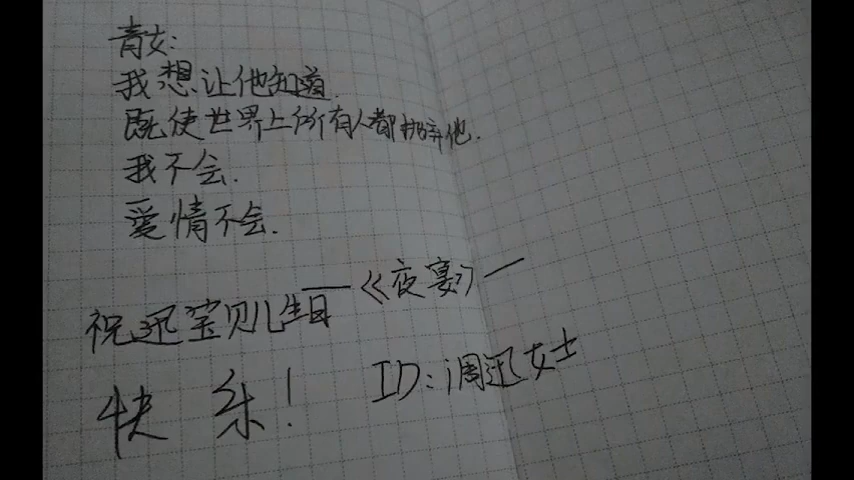 青女:
我想让他知道.
既使世界上所有人都抛弃他.
我不会.
爱情不会.
—《夜宴》—
祝迅宝贝儿生日
快乐!
ID:调迅女士